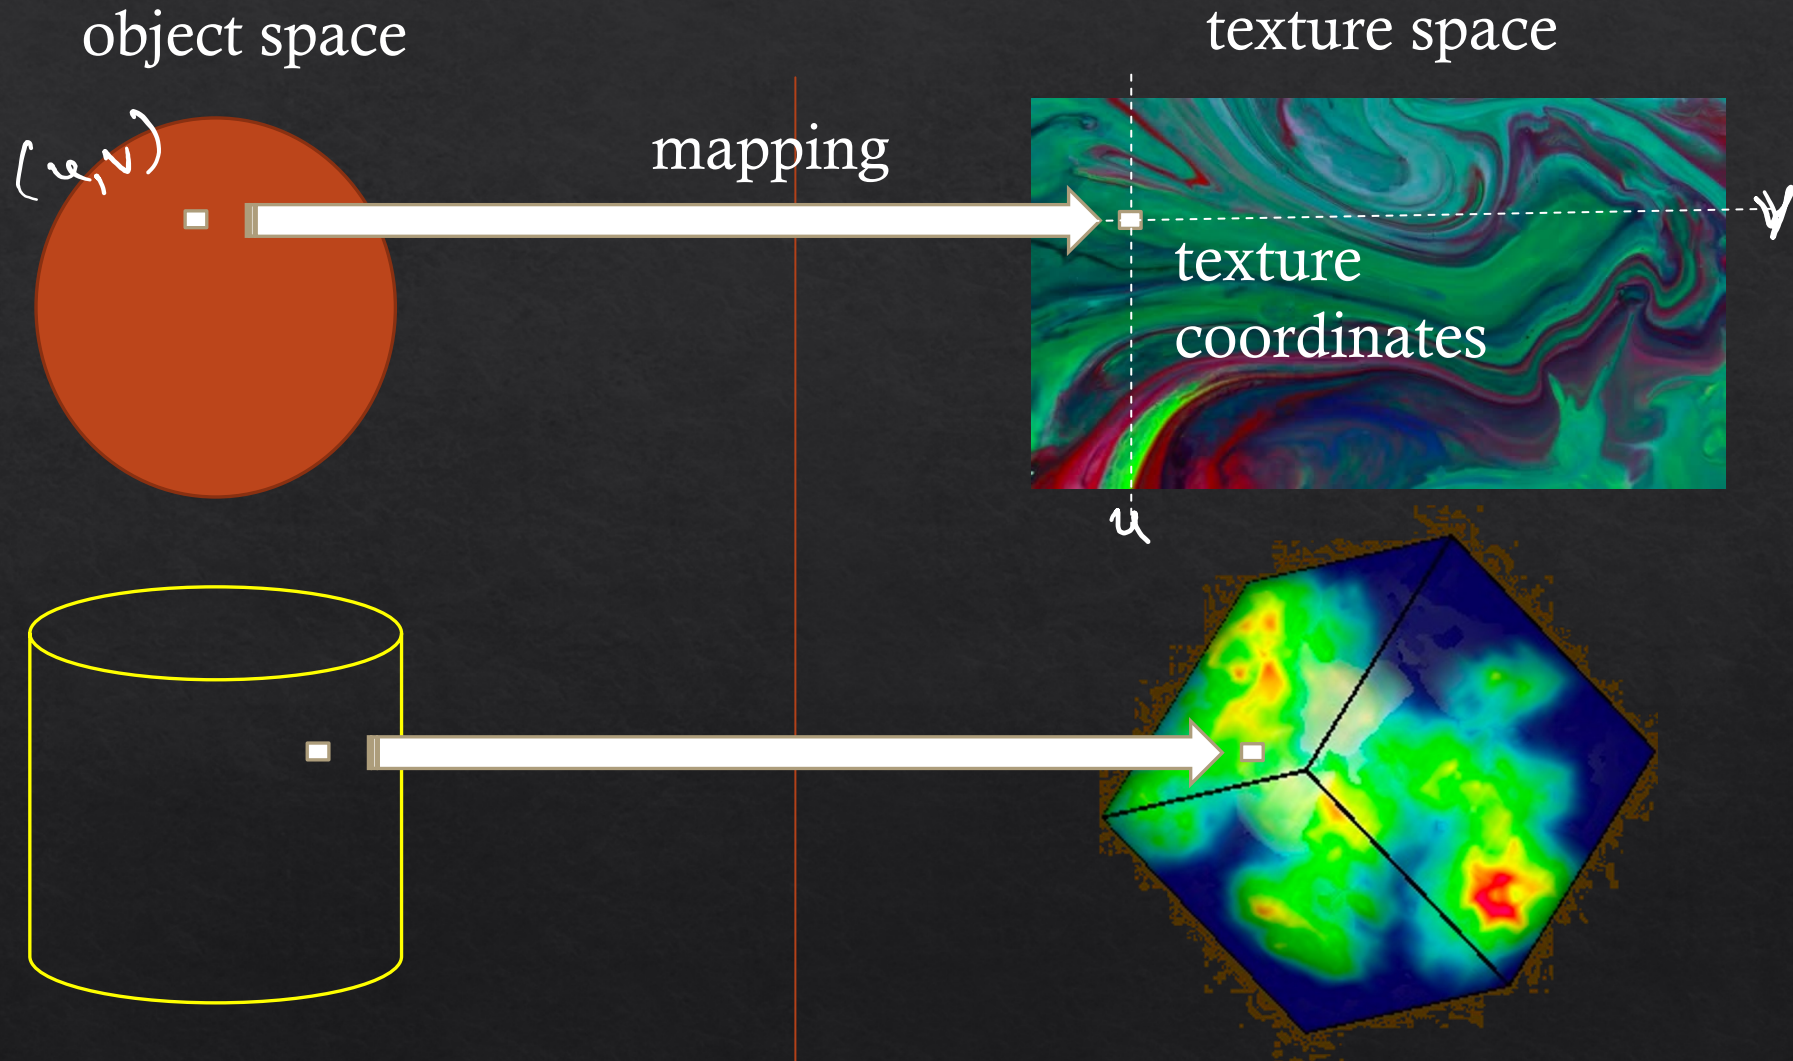 object space
texture space
(u,v)
mapping
v
texture
coordinates
u